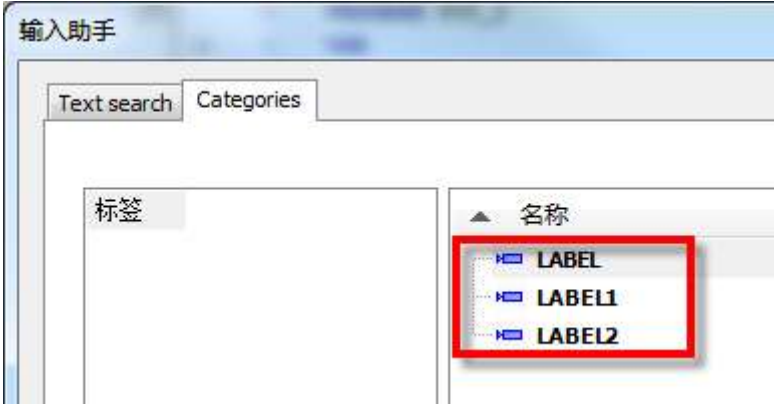 输入助手
Text search Categories
标签
名称
LABEL
LABEL1
LABEL2